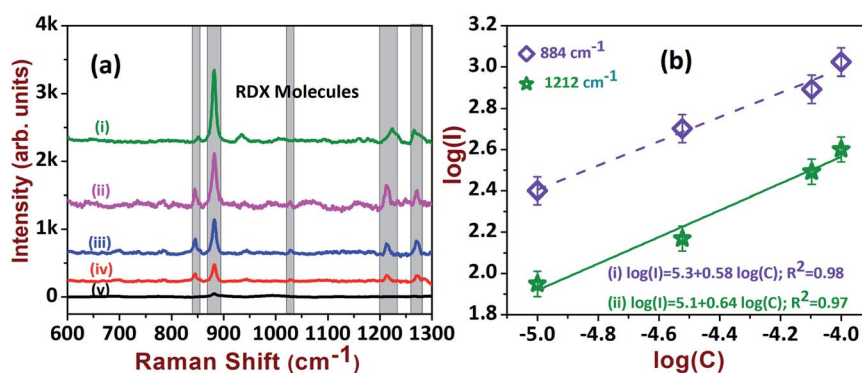 (a)
RDX Molecules
(i)
(ii)
(iii)
(iv)
(v)
4k
3k
2k
1k
0
600 700 800 900 1000 1100 1200 1300
Intensity (arb. units)
Raman Shift (cm⁻¹)
(b)
884 cm⁻¹
1212 cm⁻¹
3.2
3.0
2.8
2.6
2.4
2.2
2.0
1.8
log(I)
(i) log(I)=5.3+0.58 log(C); R²=0.98
(ii) log(I)=5.1+0.64 log(C); R²=0.97
-5.0 -4.8 -4.6 -4.4 -4.2 -4.0
log(C)